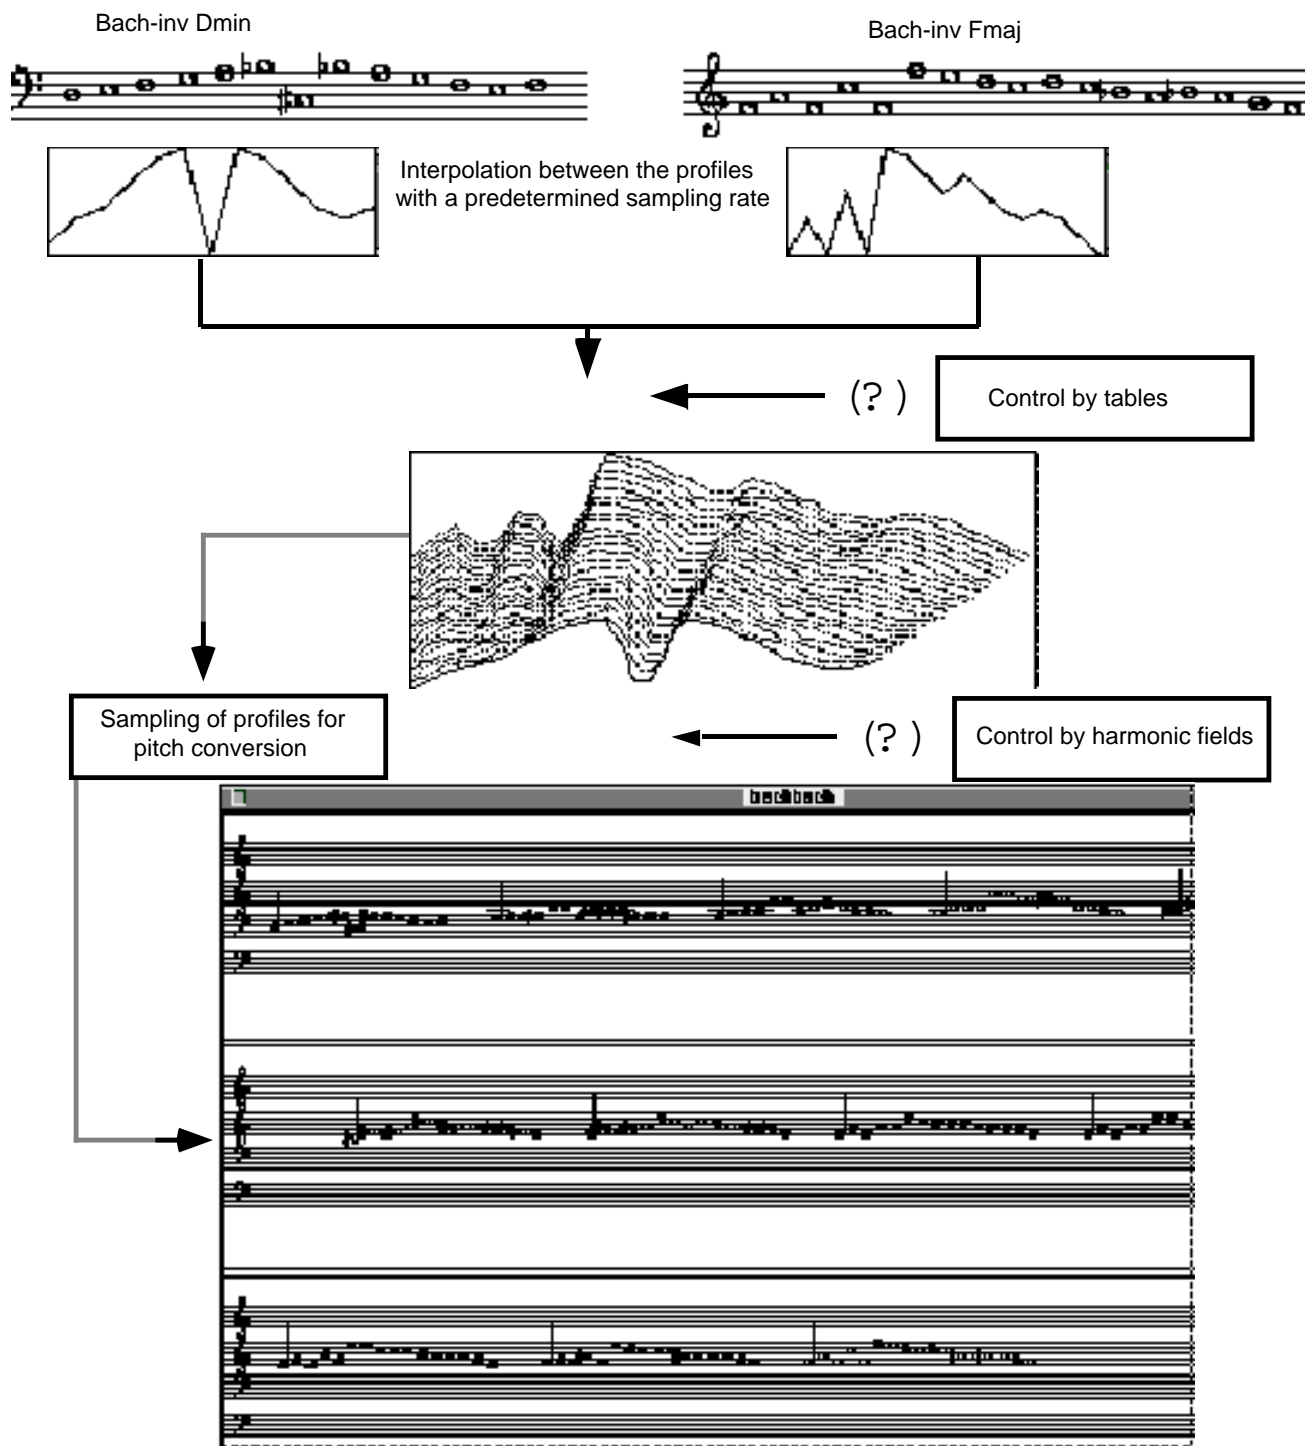 Bach-inv Dmin
Bach-inv Fmaj
Interpolation between the profiles
with a predetermined sampling rate
(? )
Control by tables
Sampling of profiles for
pitch conversion
(? )
Control by harmonic fields
bachbach